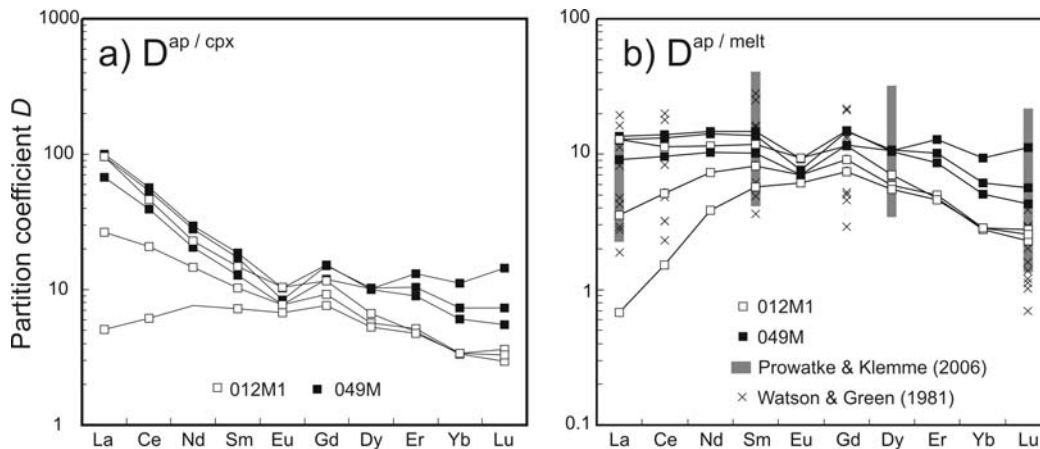 1000
a) D^ap / cpx
100
10
1
Partition coefficient D
012M1 049M
La Ce Nd Sm Eu Gd Dy Er Yb Lu
100
b) D^ap / melt
10
1
0.1
012M1
049M
Prowatke & Klemme (2006)
Watson & Green (1981)
La Ce Nd Sm Eu Gd Dy Er Yb Lu